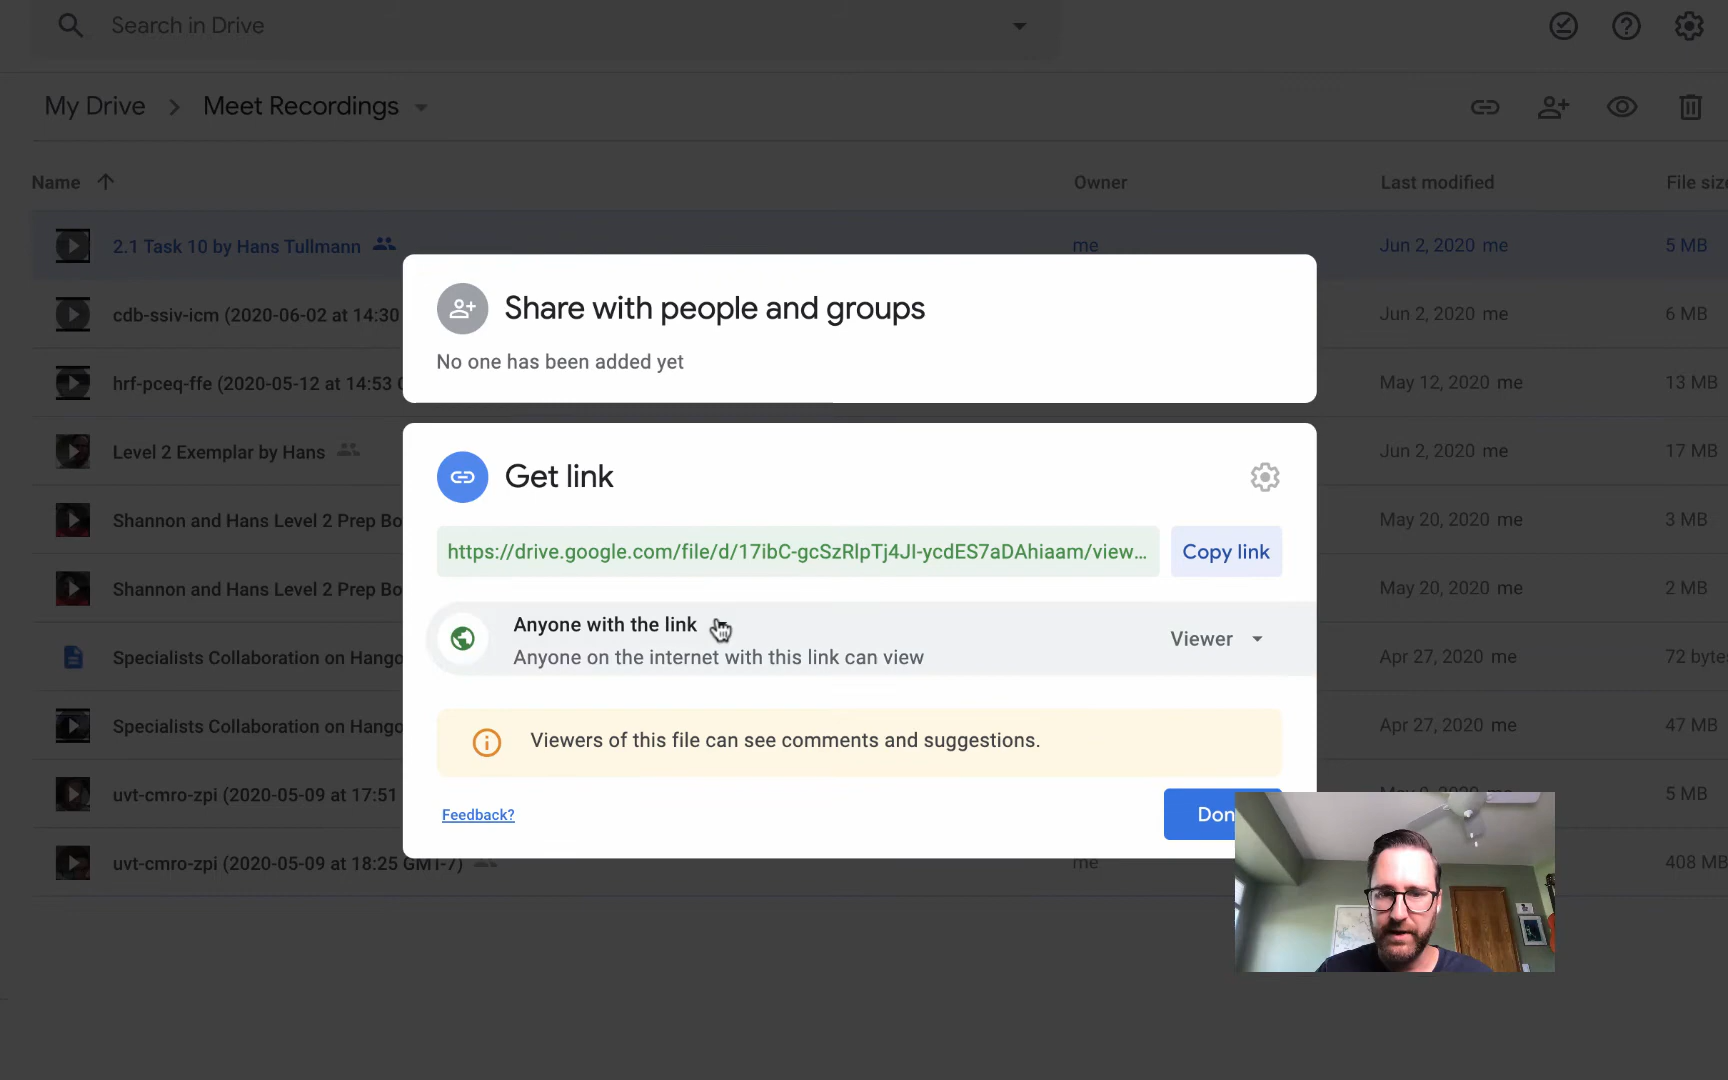 Search in Drive
My Drive > Meet Recordings
Name Owner Last modified File size
2.1 Task 10 by Hans Tullmann me Jun 2, 2020 me 5 MB
Share with people and groups
No one has been added yet
cdb-ssiv-icm (2020-06-02 at 14:30 Jun 2, 2020 me 6 MB
hrf-pceq-ffe (2020-05-12 at 14:53 May 12, 2020 me 13 MB
Level 2 Exemplar by Hans Jun 2, 2020 me 17 MB
Get link
Shannon and Hans Level 2 Prep Bo May 20, 2020 me 3 MB
https://drive.google.com/file/d/17ibC-gcSzRlpTj4JI-ycdES7aDAhiaam/view... Copy link
Shannon and Hans Level 2 Prep Bo May 20, 2020 me 2 MB
Anyone with the link
Anyone on the internet with this link can view
Viewer
Specialists Collaboration on Hango Apr 27, 2020 me 72 bytes
Specialists Collaboration on Hango Apr 27, 2020 me 47 MB
Viewers of this file can see comments and suggestions.
uvt-cmro-zpi (2020-05-09 at 17:51 May 9, 2020 me 5 MB
Feedback? Don
uvt-cmro-zpi (2020-05-09 at 18:25 GMT-7) me 408 MB